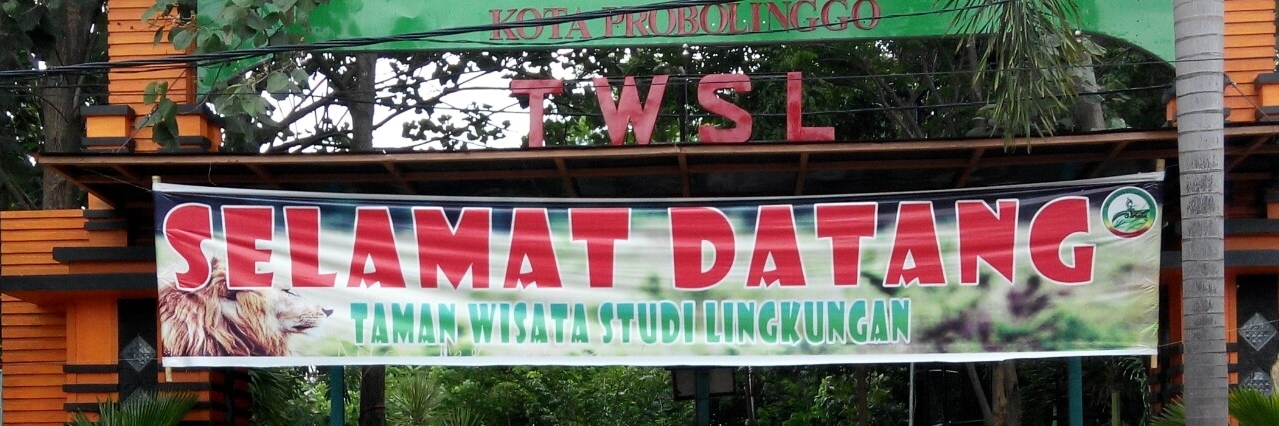 KOTA PROBOLINGGO
TWSL
SELAMAT DATANG
TAMAN WISATA STUDI LINGKUNGAN